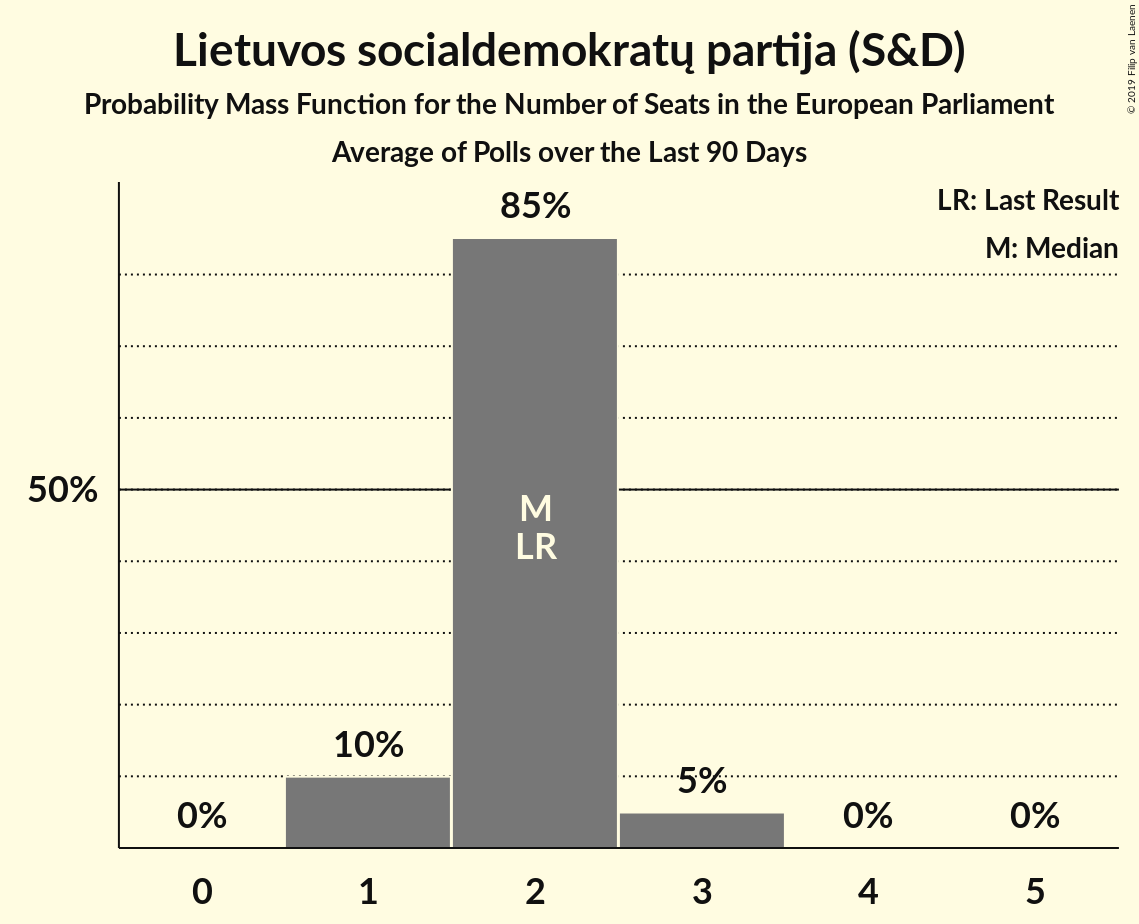 Lietuvos socialdemokratų partija (S&D)
Probability Mass Function for the Number of Seats in the European Parliament
Average of Polls over the Last 90 Days
© 2019 Filip van Laenen
LR: Last Result
M: Median
85%
50%
M
LR
10%
5%
0%
0%
0%
0 1 2 3 4 5